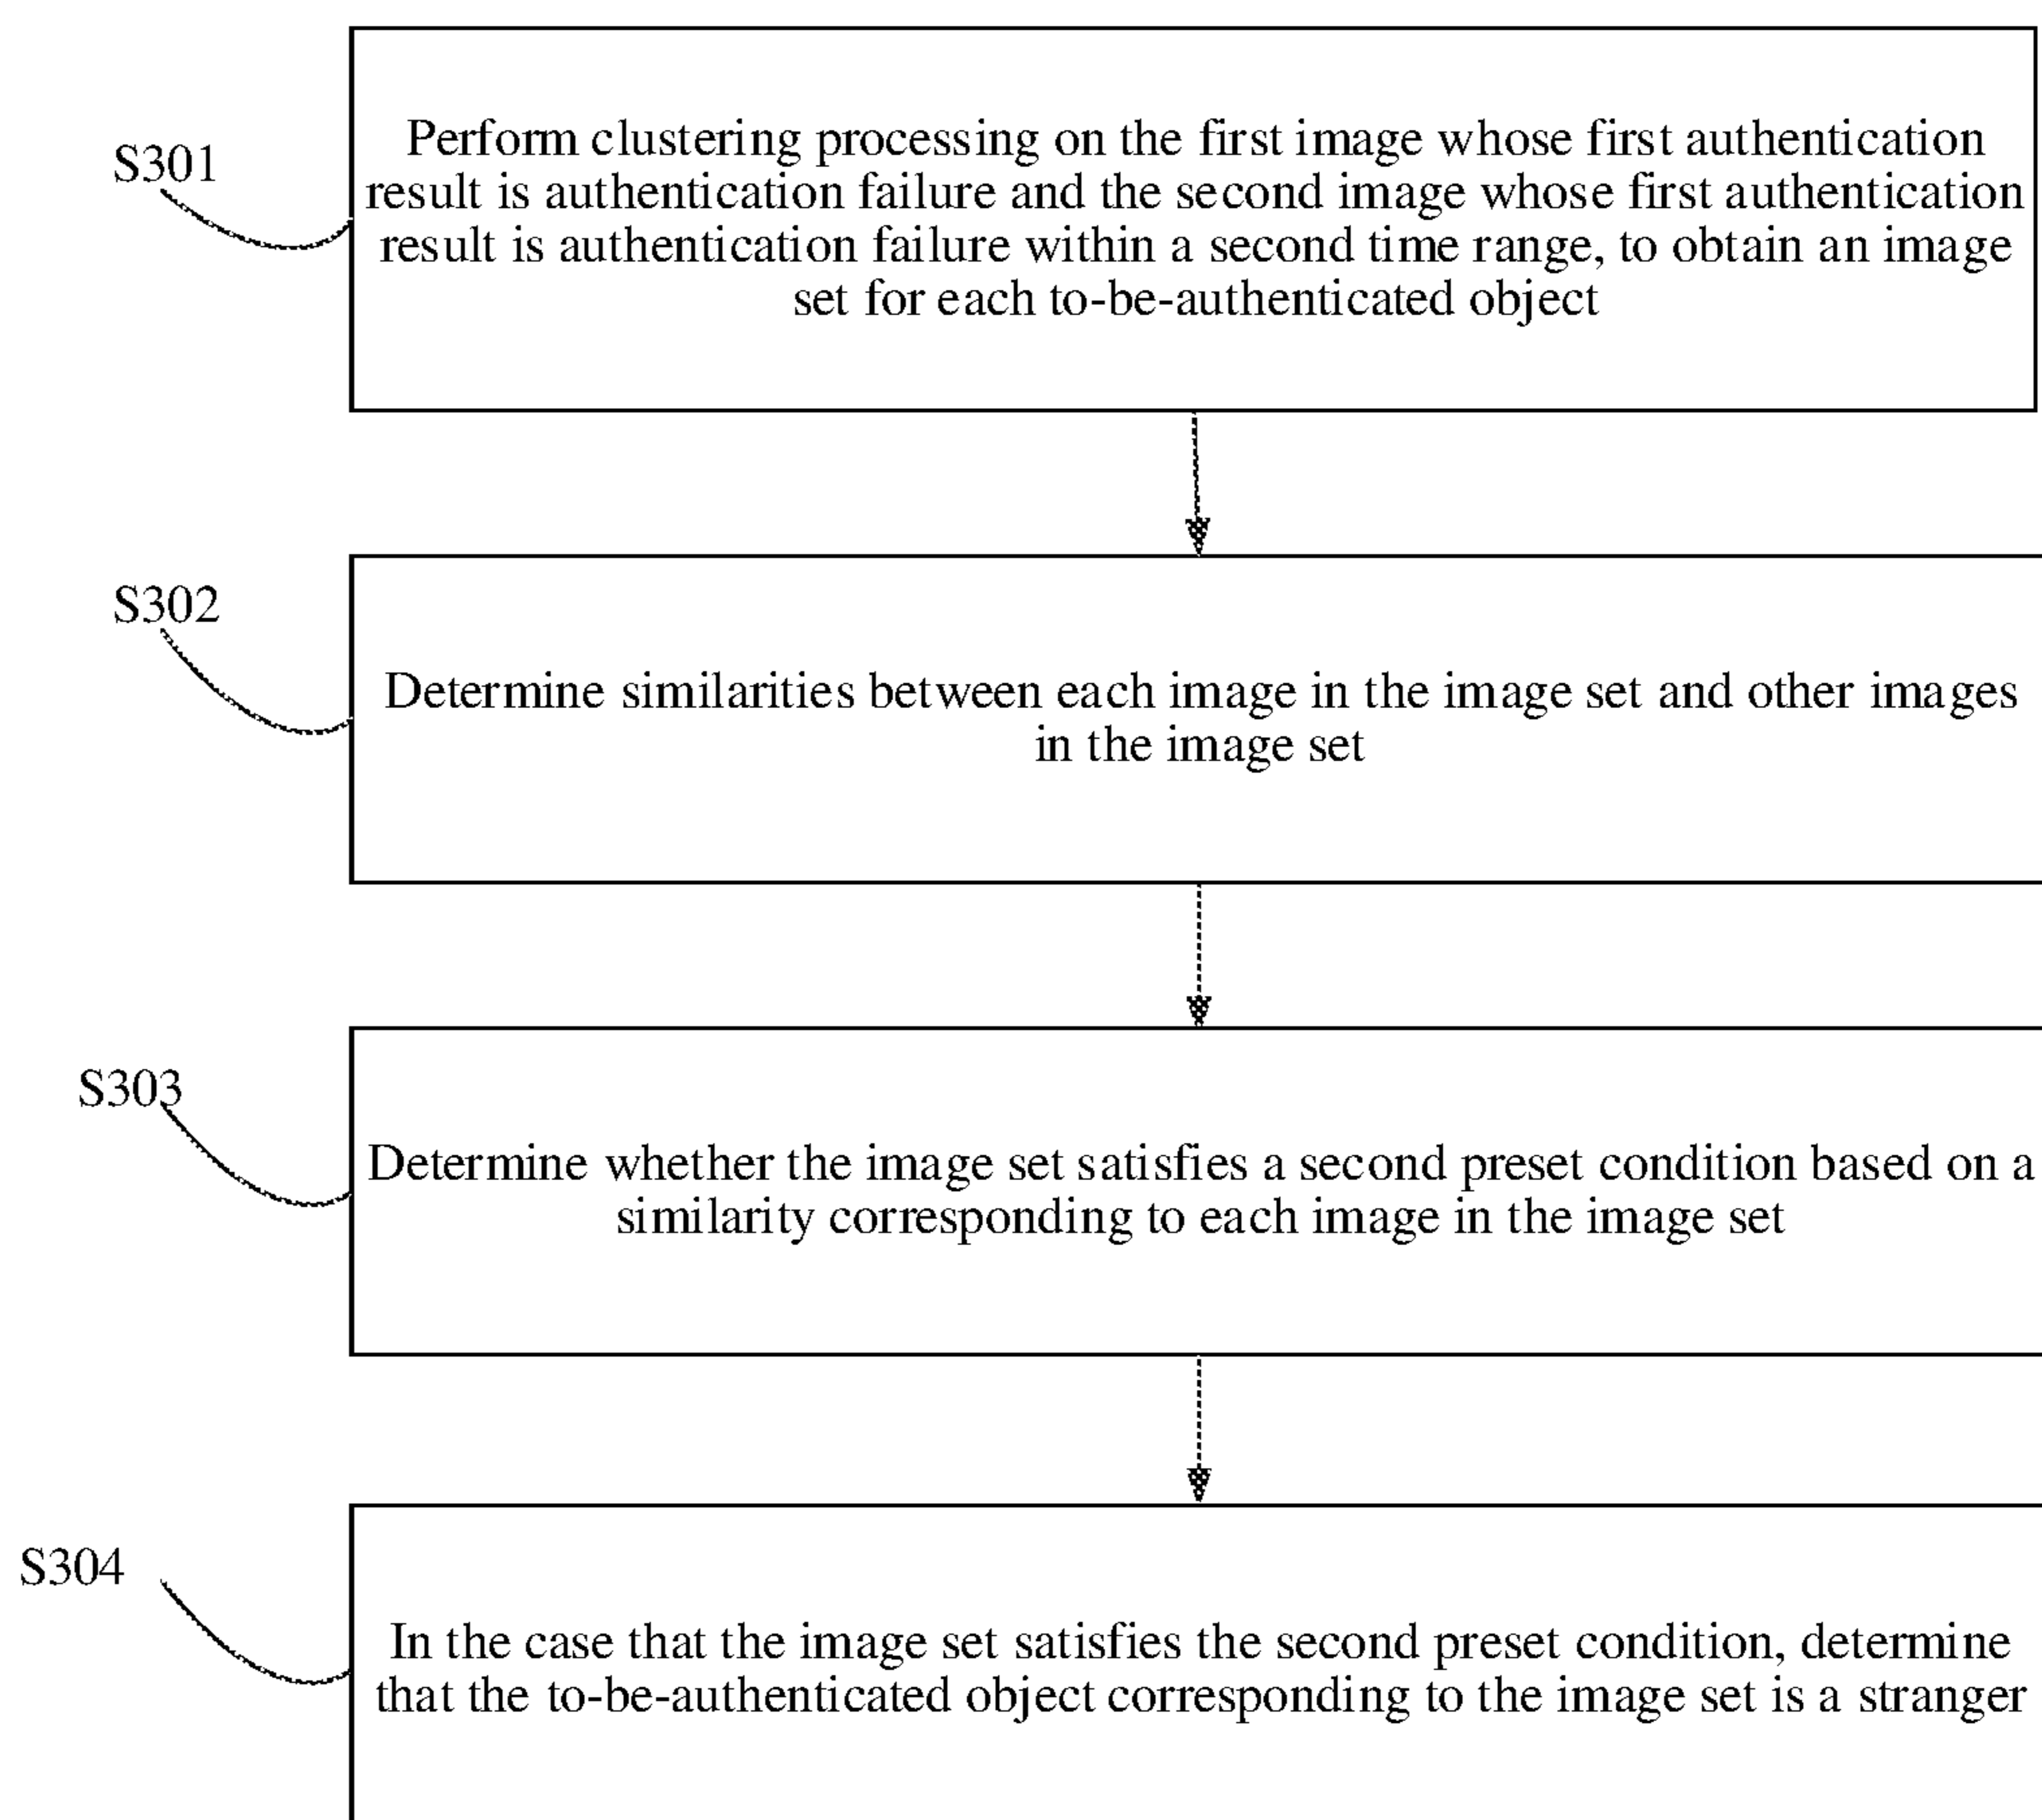 S301
Perform clustering processing on the first image whose first authentication
result is authentication failure and the second image whose first authentication
result is authentication failure within a second time range, to obtain an image
set for each to-be-authenticated object
S302
Determine similarities between each image in the image set and other images
in the image set
S303
Determine whether the image set satisfies a second preset condition based on a
similarity corresponding to each image in the image set
S304
In the case that the image set satisfies the second preset condition, determine
that the to-be-authenticated object corresponding to the image set is a stranger